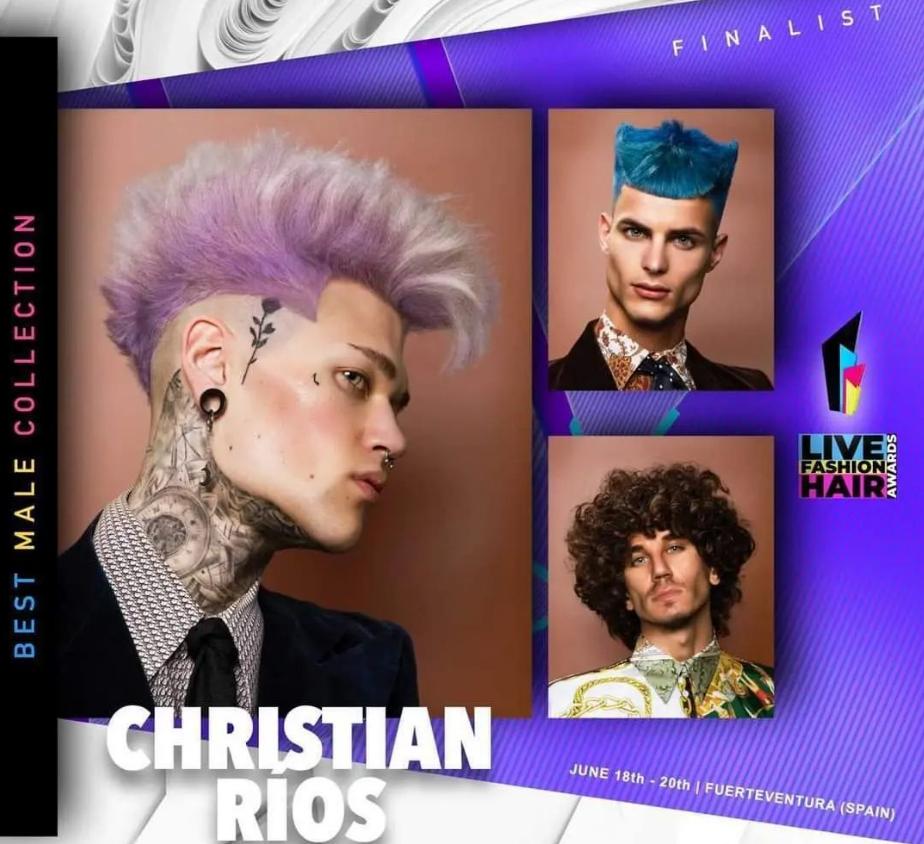 FINALIST
BEST MALE COLLECTION
LIVE
FASHION
HAIR
AWARDS
CHRISTIAN
RÍOS
JUNE 18th - 20th | FUERTEVENTURA (SPAIN)